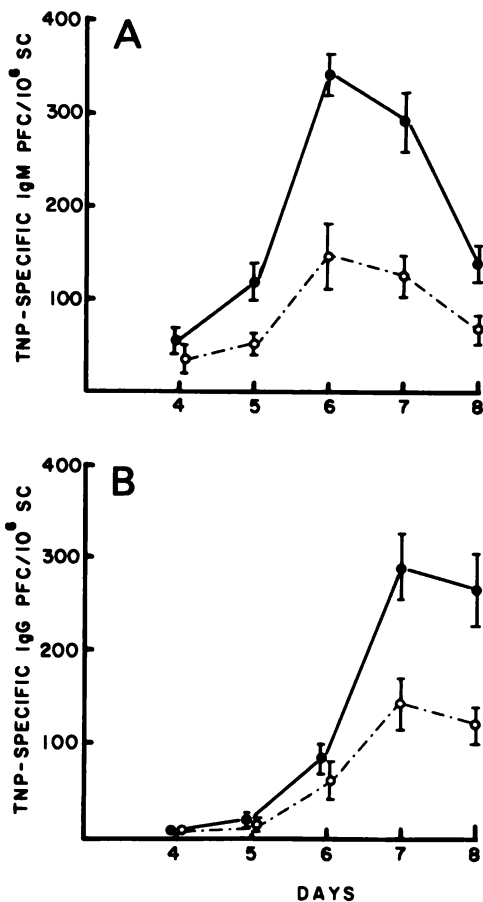 A
TNP-SPECIFIC IgM PFC/10⁶ SC
400
300
200
100
4 5 6 7 8
B
TNP-SPECIFIC IgG PFC/10⁶ SC
400
300
200
100
4 5 6 7 8
DAYS